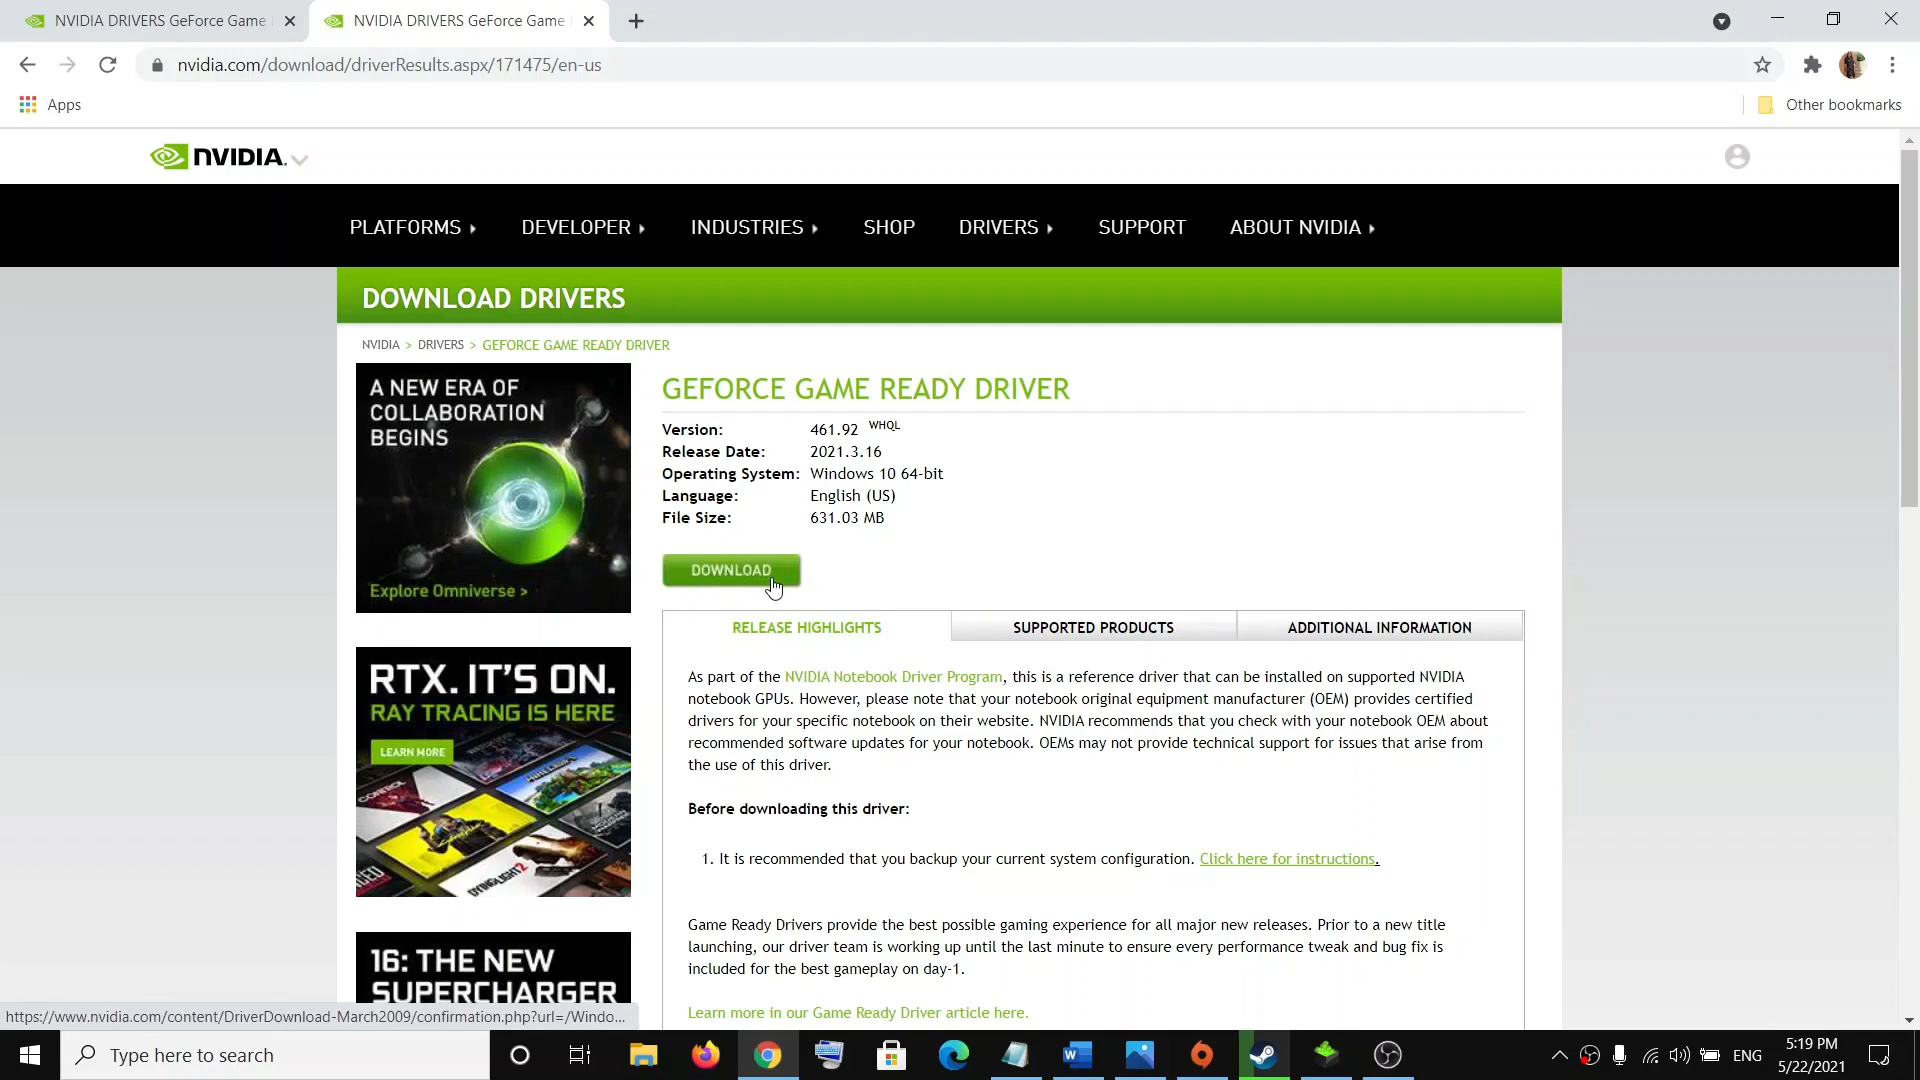 NVIDIA DRIVERS GeForce Game
NVIDIA DRIVERS GeForce Game
nvidia.com/download/driverResults.aspx/171475/en-us
Apps
Other bookmarks
NVIDIA.
PLATFORMS
DEVELOPER
INDUSTRIES
SHOP
DRIVERS
SUPPORT
ABOUT NVIDIA
DOWNLOAD DRIVERS
NVIDIA > DRIVERS > GEFORCE GAME READY DRIVER
A NEW ERA OF
COLLABORATION
BEGINS
Explore Omniverse >
RTX. IT'S ON.
RAY TRACING IS HERE
LEARN MORE
CONTROL
MINECRAFT
DYING LIGHT 2
16: THE NEW
SUPERCHARGER
GEFORCE GAME READY DRIVER
Version: 461.92 WHQL
Release Date: 2021.3.16
Operating System: Windows 10 64-bit
Language: English (US)
File Size: 631.03 MB
DOWNLOAD
RELEASE HIGHLIGHTS
SUPPORTED PRODUCTS
ADDITIONAL INFORMATION
As part of the NVIDIA Notebook Driver Program, this is a reference driver that can be installed on supported NVIDIA
notebook GPUs. However, please note that your notebook original equipment manufacturer (OEM) provides certified
drivers for your specific notebook on their website. NVIDIA recommends that you check with your notebook OEM about
recommended software updates for your notebook. OEMs may not provide technical support for issues that arise from
the use of this driver.
Before downloading this driver:
1. It is recommended that you backup your current system configuration. Click here for instructions.
Game Ready Drivers provide the best possible gaming experience for all major new releases. Prior to a new title
launching, our driver team is working up until the last minute to ensure every performance tweak and bug fix is
included for the best gameplay on day-1.
Learn more in our Game Ready Driver article here.
https://www.nvidia.com/content/DriverDownload-March2009/confirmation.php?url=/Windo...
Type here to search
ENG
5:19 PM
5/22/2021